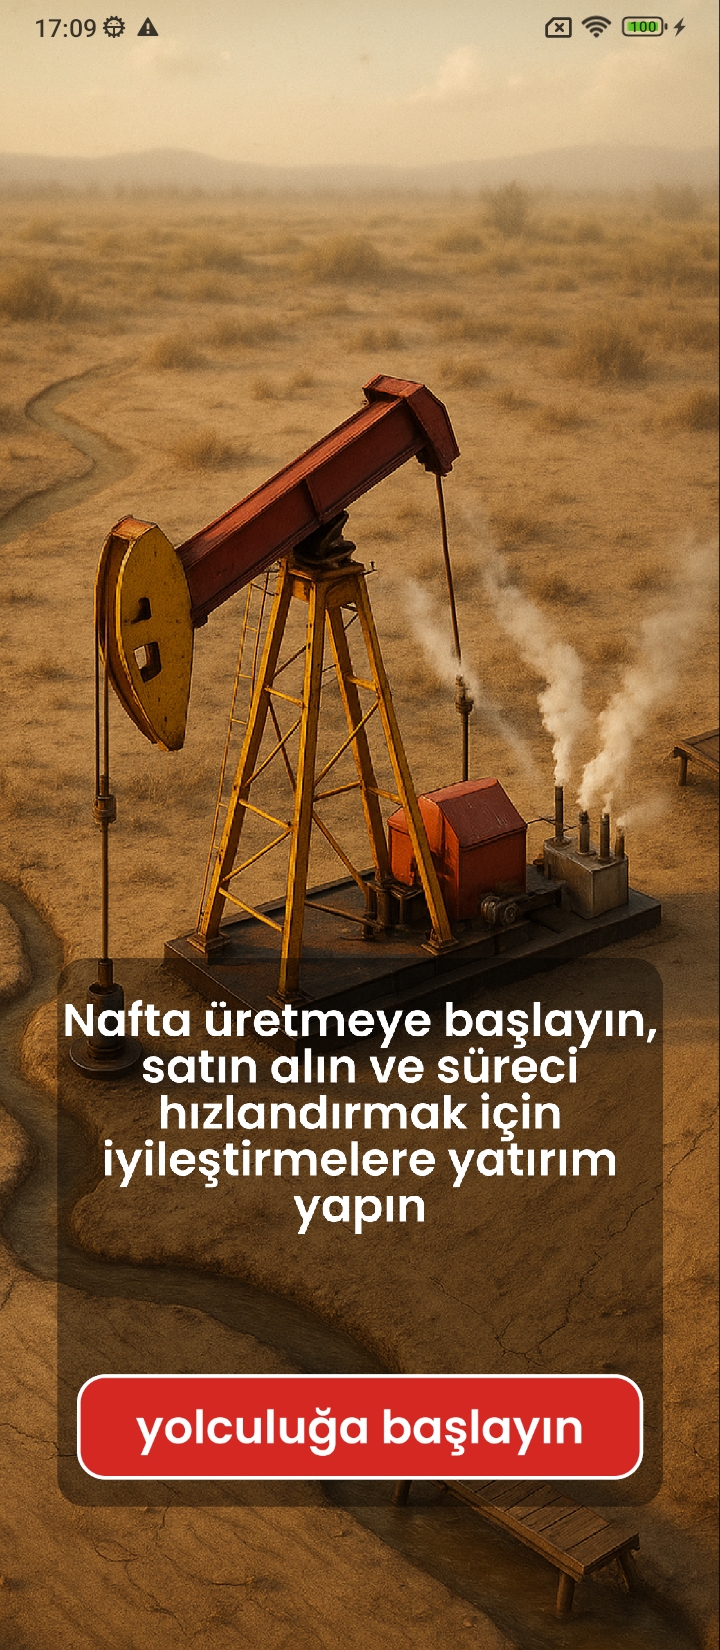 17:09
100
Nafta üretmeye başlayın,
satın alın ve süreci
hızlandırmak için
iyileştirmelere yatırım
yapın
yolculuğa başlayın